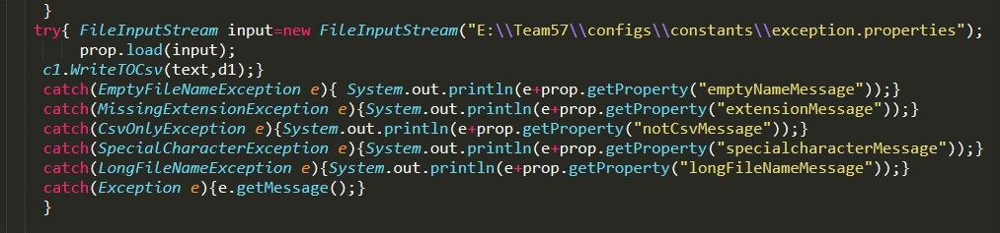 }
try{ FileInputStream input=new FileInputStream("E:\\Team57\\configs\\constants\\exception.properties");
prop.load(input);
c1.WriteTOCsv(text,d1);}
catch(EmptyFileNameException e){ System.out.println(e+prop.getProperty("emptyNameMessage"));}
catch(MissingExtensionException e){System.out.println(e+prop.getProperty("extensionMessage"));}
catch(CsvOnlyException e){System.out.println(e+prop.getProperty("notCsvMessage"));}
catch(SpecialCharacterException e){System.out.println(e+prop.getProperty("specialcharacterMessage"));}
catch(LongFileNameException e){System.out.println(e+prop.getProperty("longFileNameMessage"));}
catch(Exception e){e.getMessage();}
}